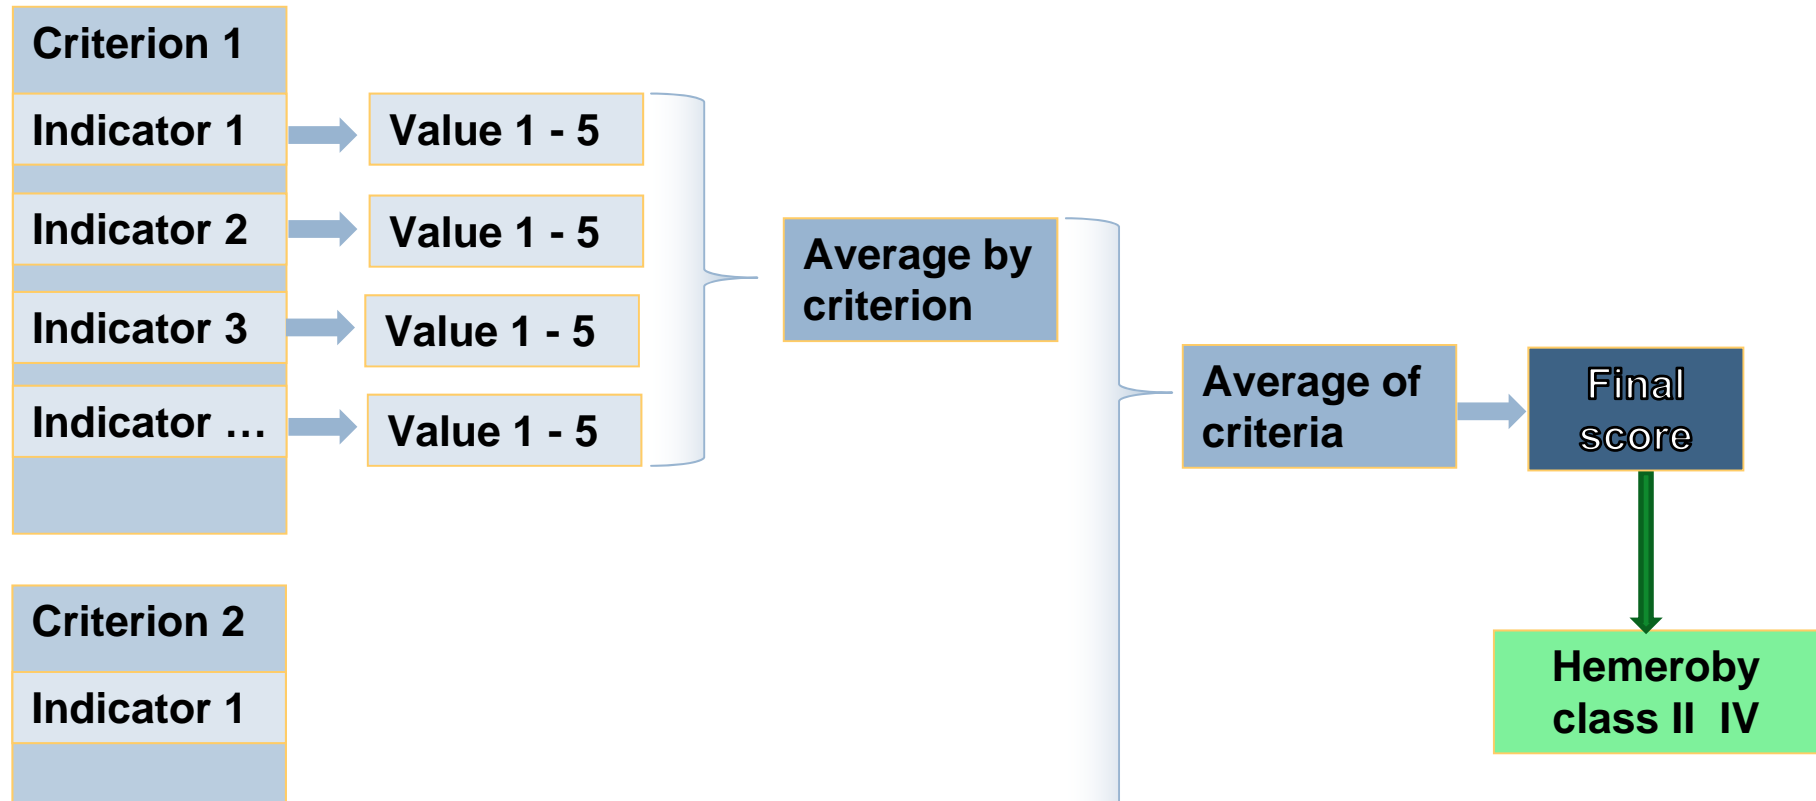 Criterion 1
Indicator 1
Value 1 - 5
Indicator 2
Value 1 - 5
Indicator 3
Value 1 - 5
Indicator …
Value 1 - 5
Average by
criterion
Average of
criteria
Final
score
Criterion 2
Indicator 1
Hemeroby
class II  IV